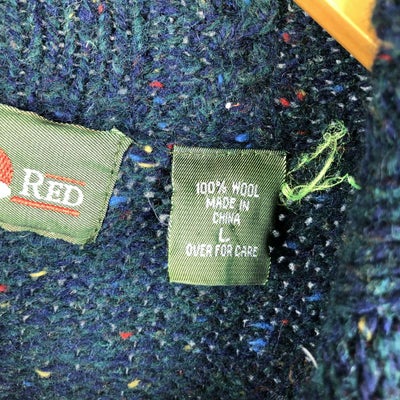 RED
100% WOOL
MADE IN
CHINA
L
OVER FOR CARE